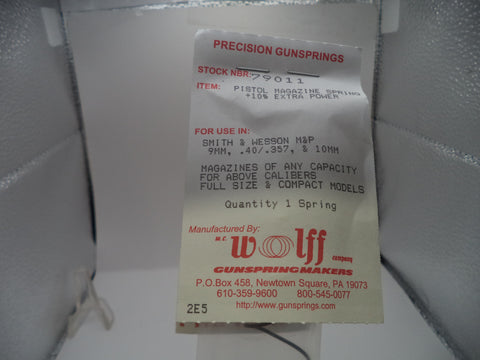 PRECISION GUNSPRINGS
STOCK NBR: 79011
ITEM: PISTOL MAGAZINE SPRING
+10% EXTRA POWER
FOR USE IN:
SMITH & WESSON M&P
9MM, .40/.357, & 10MM
MAGAZINES OF ANY CAPACITY
FOR ABOVE CALIBERS
FULL SIZE & COMPACT MODELS
Quantity 1 Spring
Manufactured By:
W.C. Wolff company
GUNSPRINGMAKERS
P.O.Box 458, Newtown Square, PA 19073
610-359-9600 800-545-0077
http://www.gunsprings.com
2E5